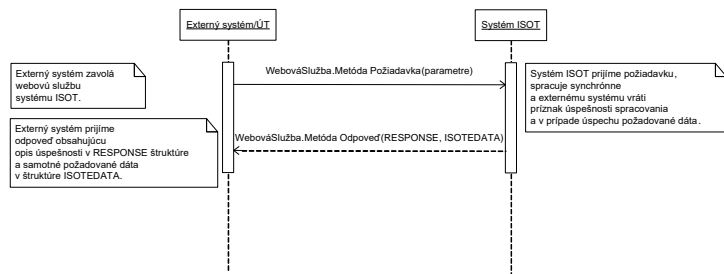 Externý systém/ÚT
Systém ISOT
Externý systém zavolá
webovú službu
systému ISOT.
WebováSlužba.Metóda Požiadavka(parametre)
Systém ISOT prijíme požiadavku,
spracuje synchrónne
a externému systému vráti
príznak úspešnosti spracovania
a v prípade úspechu požadované dáta.
Externý systém prijíme
odpoveď obsahujúcu
opis úspešnosti v RESPONSE štruktúre
a samotné požadované dáta
v štruktúre ISOTEDATA.
WebováSlužba.Metóda Odpoveď(RESPONSE, ISOTEDATA)